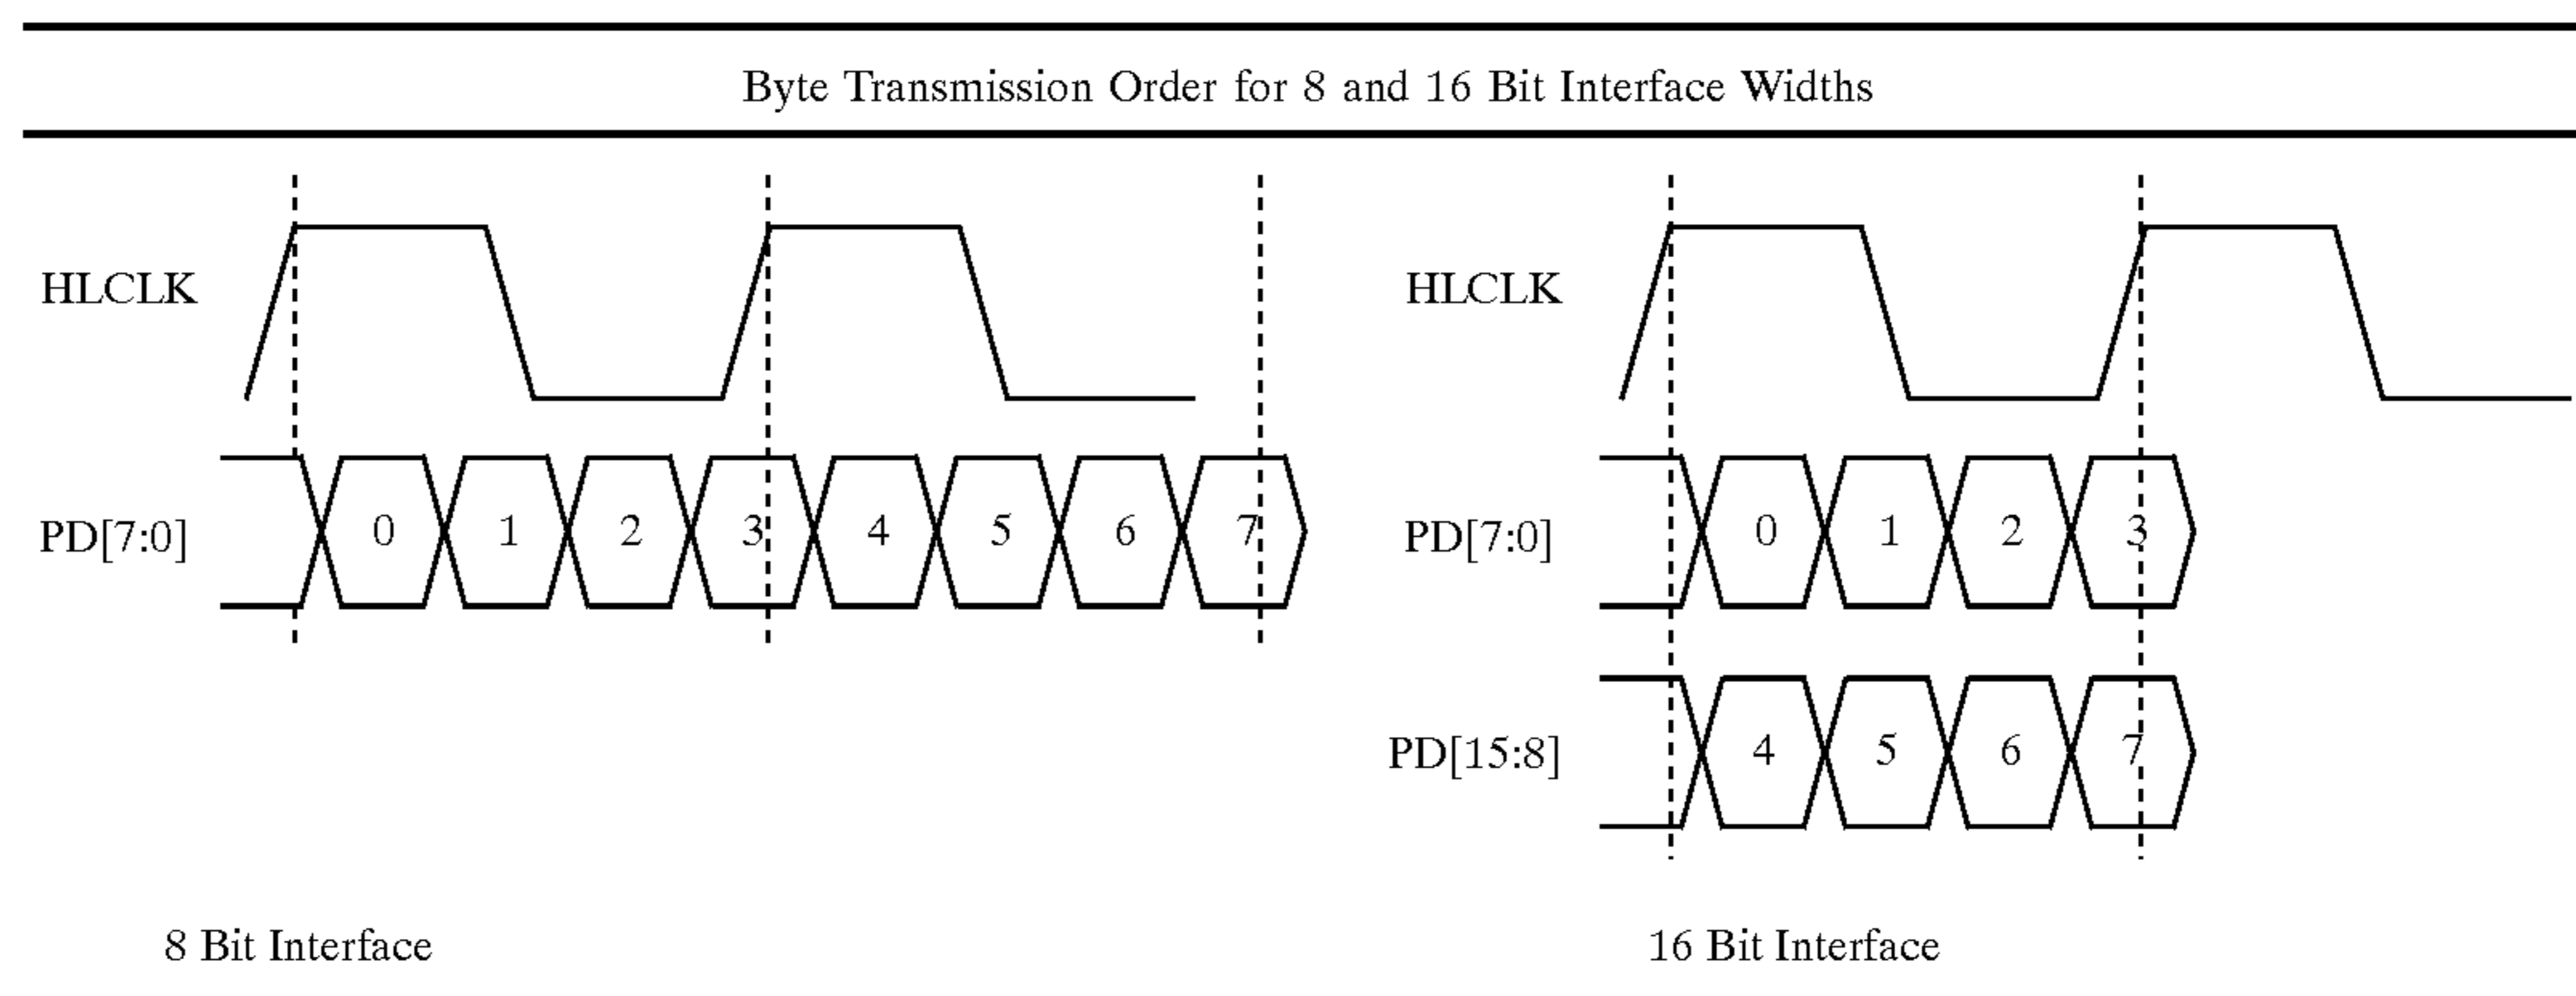 Byte Transmission Order for 8 and 16 Bit Interface Widths
HLCLK
PD[7:0]
0 1 2 3 4 5 6 7
8 Bit Interface
HLCLK
PD[7:0]
0 1 2 3
PD[15:8]
4 5 6 7
16 Bit Interface